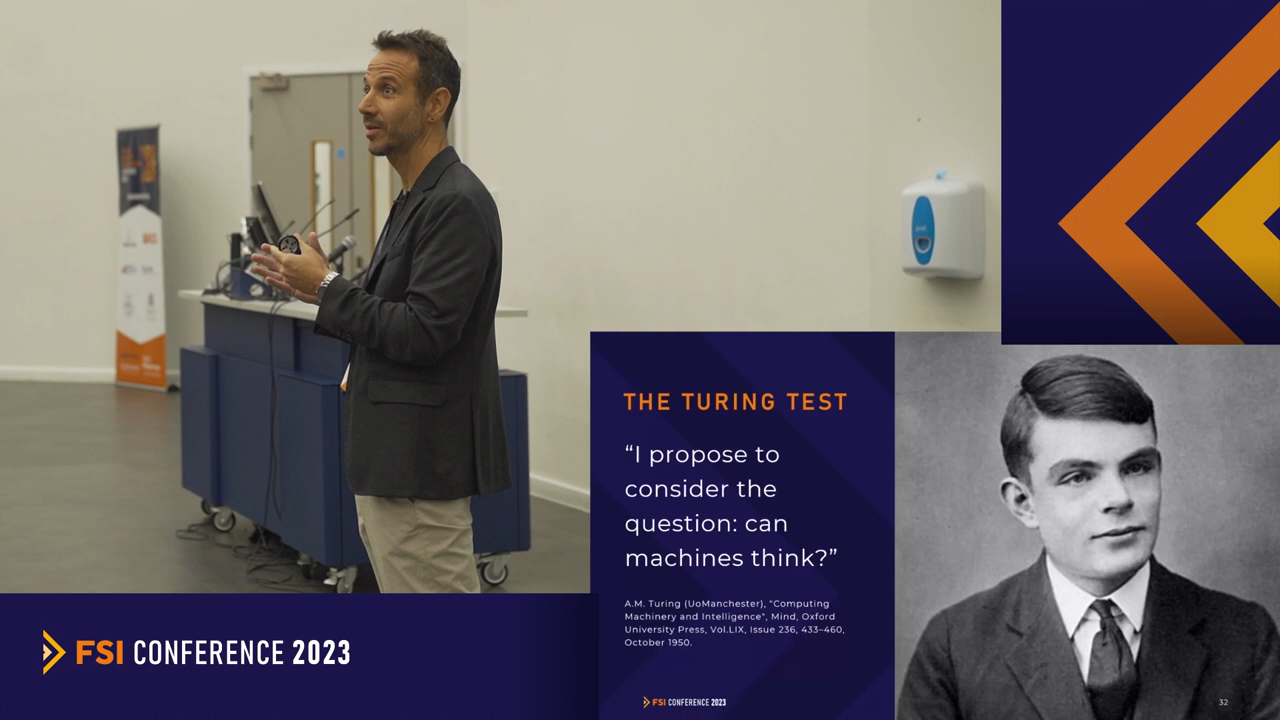 THE TURING TEST
“I propose to
consider the
question: can
machines think?”
A.M. Turing (UoManchester), "Computing
Machinery and Intelligence", Mind, Oxford
University Press, Vol.LIX, Issue 236, 433–460,
October 1950.
FSI CONFERENCE 2023
32
FSI CONFERENCE 2023